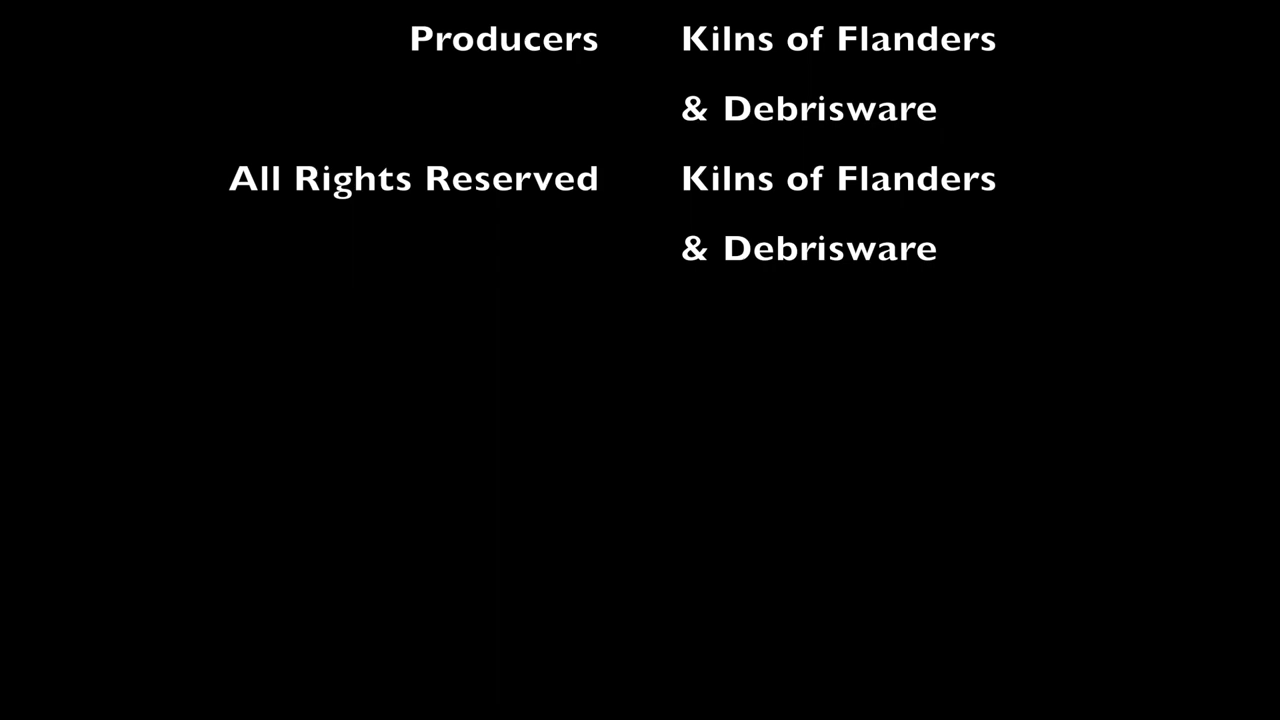 Producers Kilns of Flanders
& Debrisware
All Rights Reserved Kilns of Flanders
& Debrisware